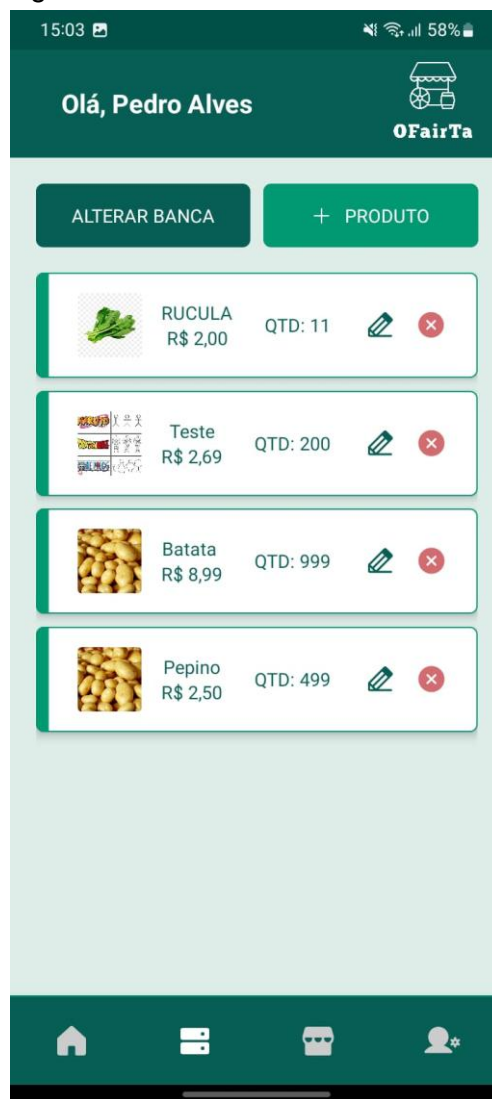 15:03
58%
Olá, Pedro Alves
OFairTa
ALTERAR BANCA
+ PRODUTO
RUCULA
R$ 2,00
QTD: 11
Teste
R$ 2,69
QTD: 200
Batata
R$ 8,99
QTD: 999
Pepino
R$ 2,50
QTD: 499